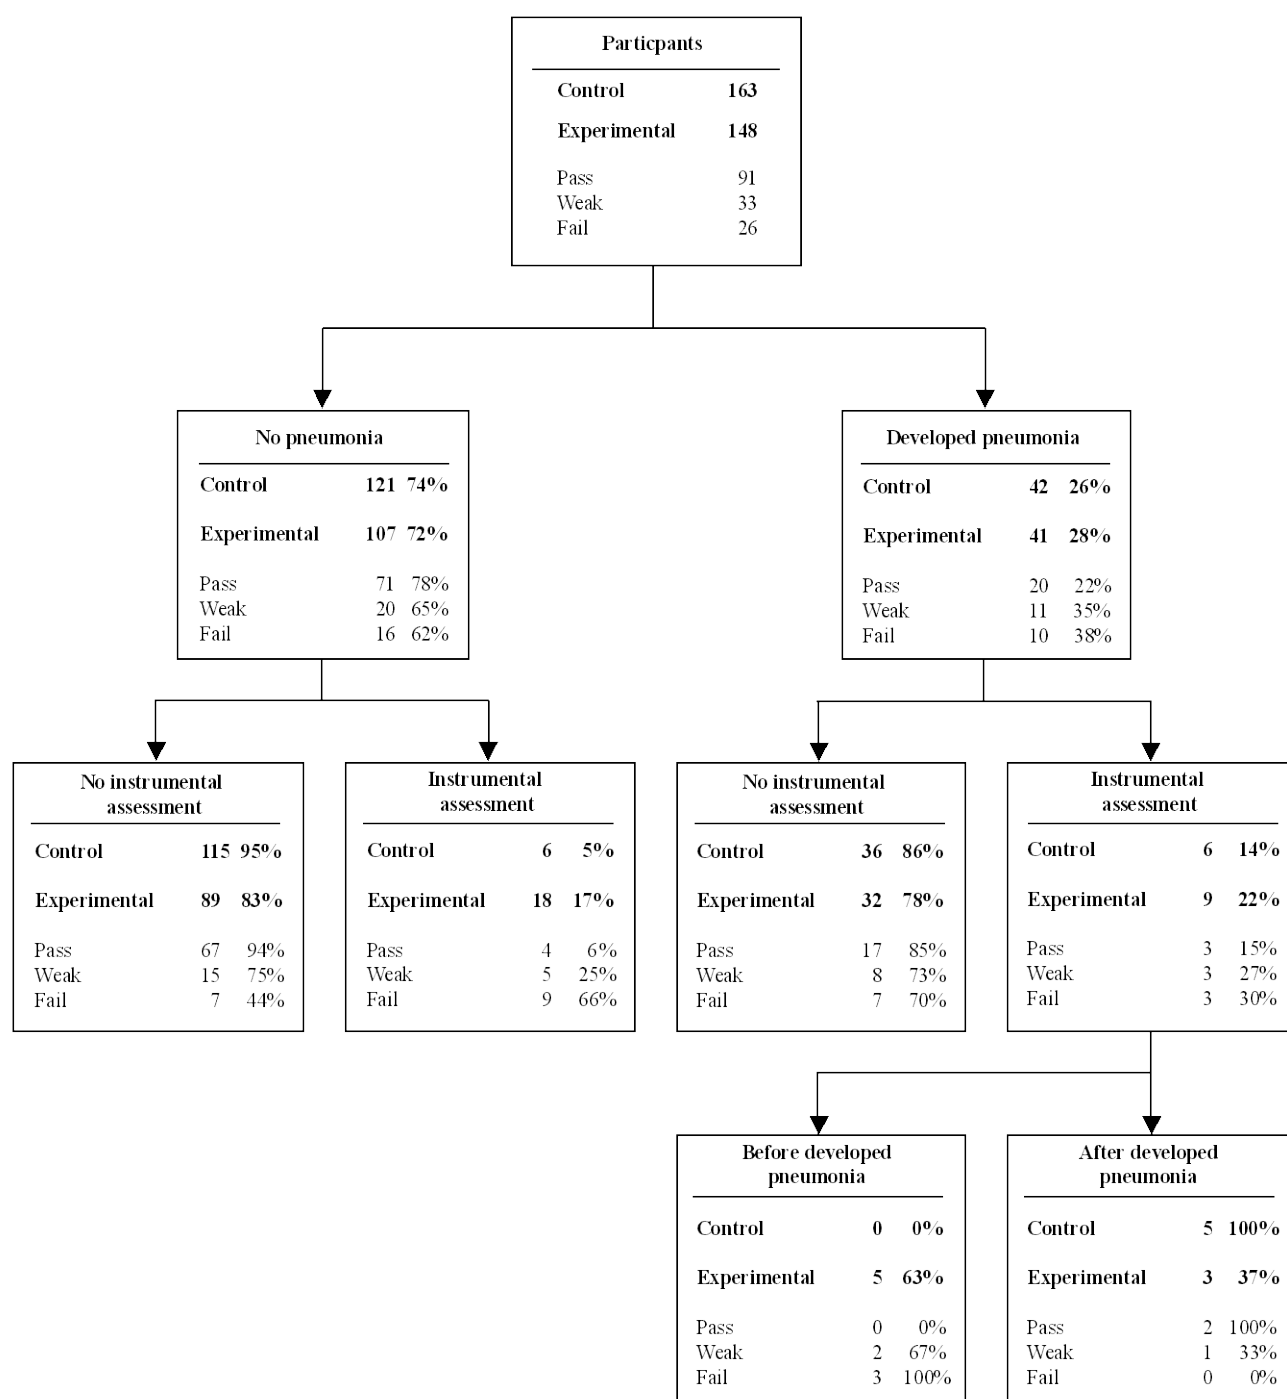 Particpants
Control 163
Experimental 148
Pass 91
Weak 33
Fail 26
No pneumonia
Control 121 74%
Experimental 107 72%
Pass 71 78%
Weak 20 65%
Fail 16 62%
Developed pneumonia
Control 42 26%
Experimental 41 28%
Pass 20 22%
Weak 11 35%
Fail 10 38%
No instrumental
assessment
Control 115 95%
Experimental 89 83%
Pass 67 94%
Weak 15 75%
Fail 7 44%
Instrumental
assessment
Control 6 5%
Experimental 18 17%
Pass 4 6%
Weak 5 25%
Fail 9 66%
No instrumental
assessment
Control 36 86%
Experimental 32 78%
Pass 17 85%
Weak 8 73%
Fail 7 70%
Instrumental
assessment
Control 6 14%
Experimental 9 22%
Pass 3 15%
Weak 3 27%
Fail 3 30%
Before developed
pneumonia
Control 0 0%
Experimental 5 63%
Pass 0 0%
Weak 2 67%
Fail 3 100%
After developed
pneumonia
Control 5 100%
Experimental 3 37%
Pass 2 100%
Weak 1 33%
Fail 0 0%